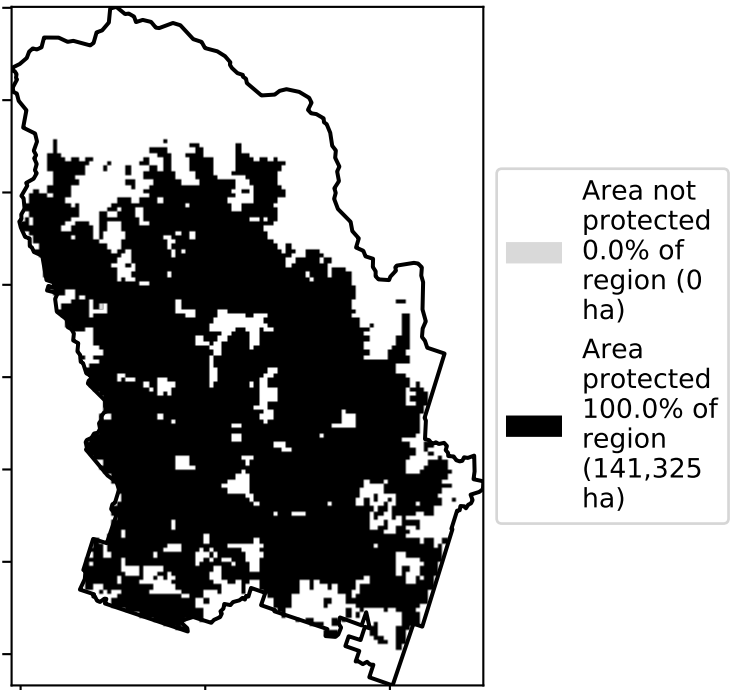 Area not
protected
0.0% of
region (0
ha)
Area
protected
100.0% of
region
(141,325
ha)